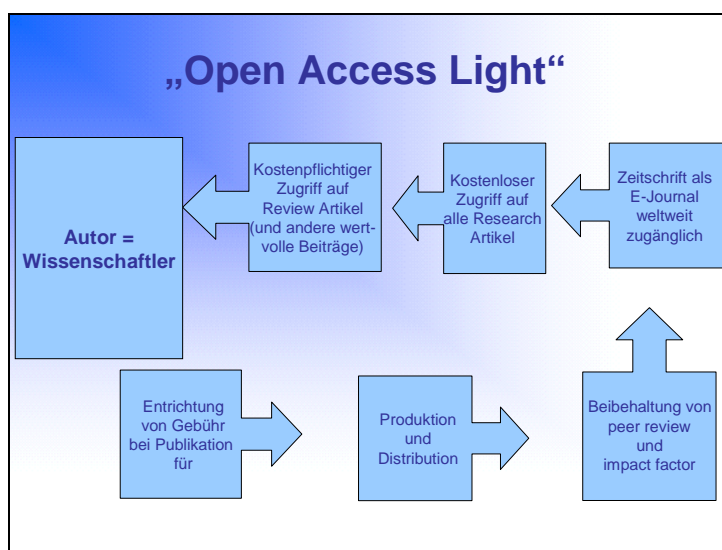 „Open Access Light“
Autor =
Wissenschaftler
Kostenpflichtiger
Zugriff auf
Review Artikel
(und andere wert-
volle Beiträge)
Kostenloser
Zugriff auf
alle Research
Artikel
Zeitschrift als
E-Journal
weltweit
zugänglich
Entrichtung
von Gebühr
bei Publikation
für
Produktion
und
Distribution
Beibehaltung von
peer review
und
impact factor